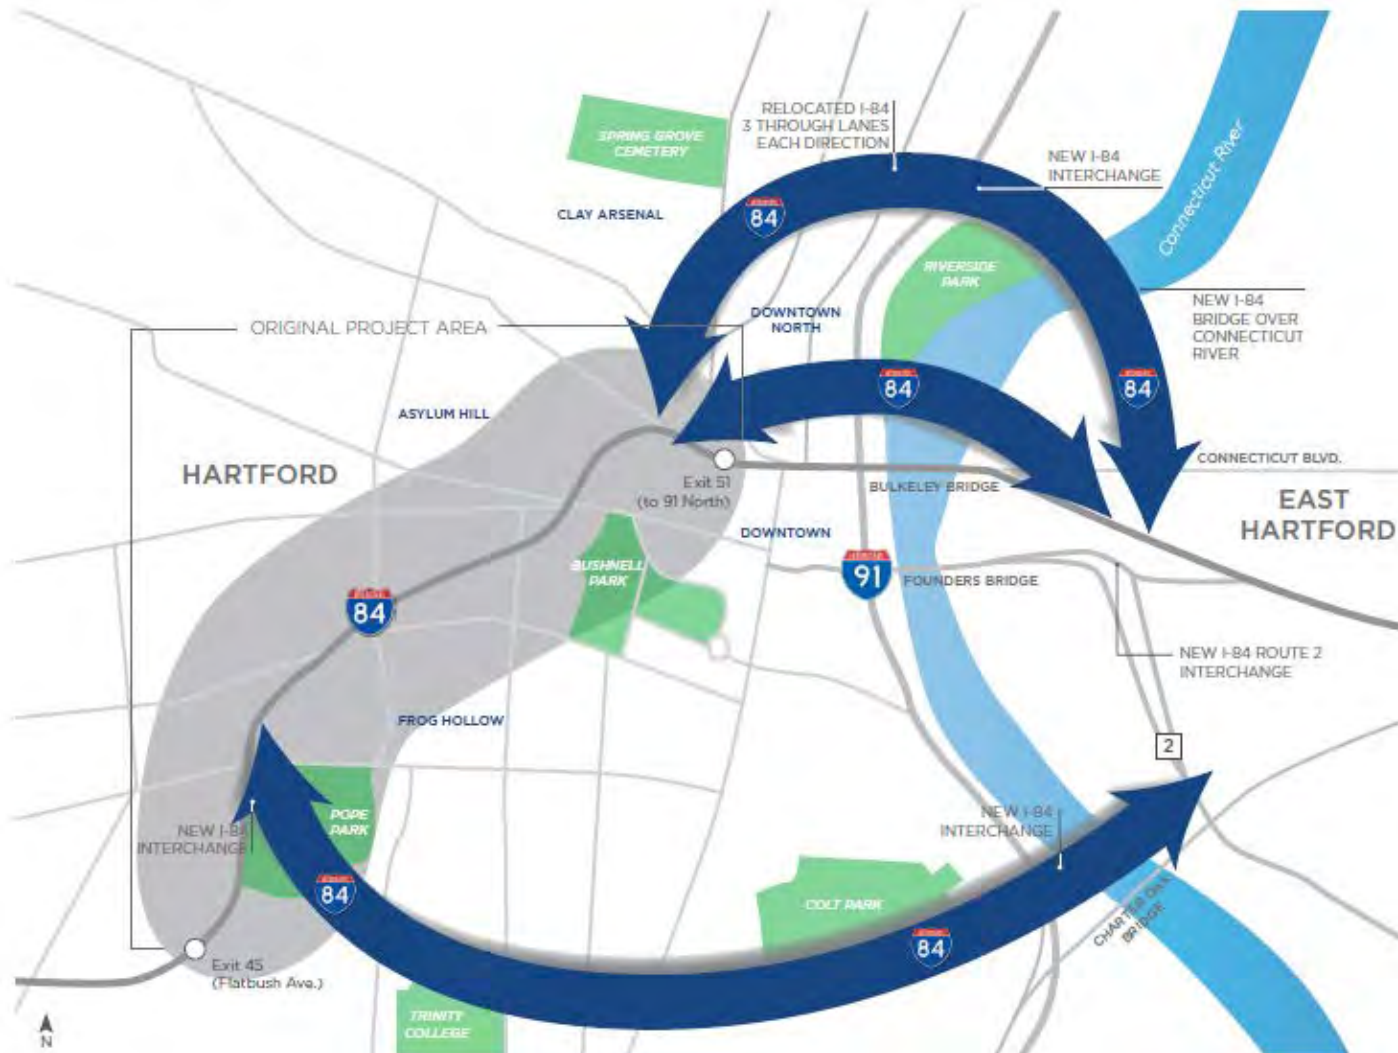 RELOCATED I-84
3 THROUGH LANES
EACH DIRECTION
NEW I-84
INTERCHANGE
SPRING GROVE
CEMETERY
Connecticut River
CLAY ARSENAL
84
RIVERSIDE
PARK
NEW I-84
BRIDGE OVER
CONNECTICUT
RIVER
DOWNTOWN
NORTH
ORIGINAL PROJECT AREA
84
84
ASYLUM HILL
HARTFORD
CONNECTICUT BLVD.
Exit 51
(to 91 North)
BULKELEY BRIDGE
EAST
HARTFORD
DOWNTOWN
BUSHNELL
PARK
91
FOUNDERS BRIDGE
84
NEW I-84 ROUTE 2
INTERCHANGE
FROG HOLLOW
2
NEW I-84
INTERCHANGE
POPE
PARK
NEW I-84
INTERCHANGE
84
COLT PARK
CHARTER OAK
BRIDGE
84
Exit 45
(Flatbush Ave.)
TRINITY
COLLEGE
N